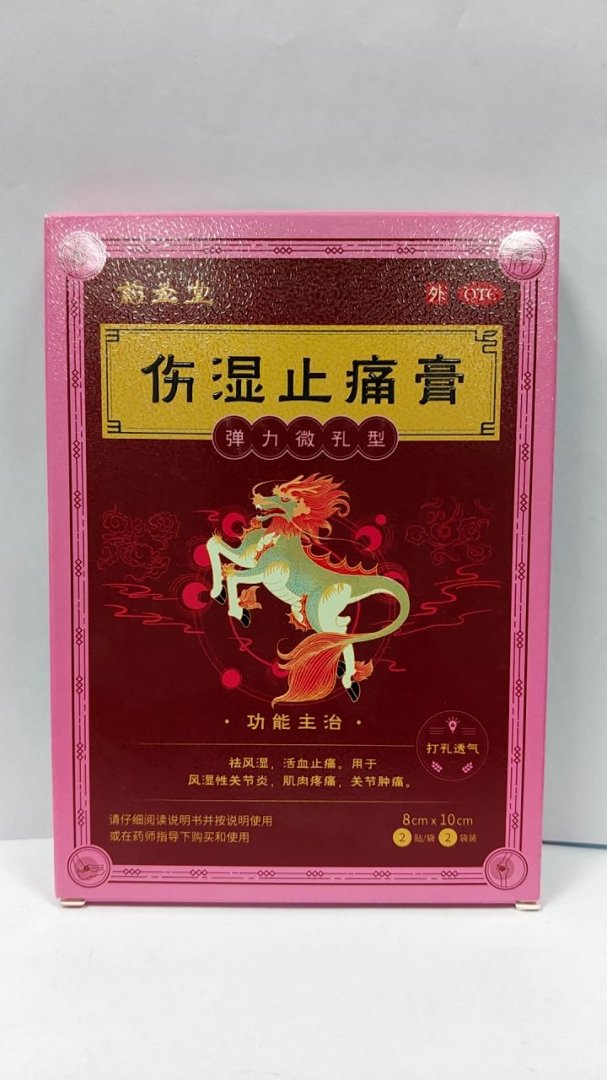 药圣堂
外 OTC
伤湿止痛膏
弹力微孔型
·功能主治·
祛风湿，活血止痛。用于
风湿性关节炎，肌肉疼痛，关节肿痛。
打孔透气
请仔细阅读说明书并按说明使用
或在药师指导下购买和使用
8cm x 10cm
2贴/袋 2袋装